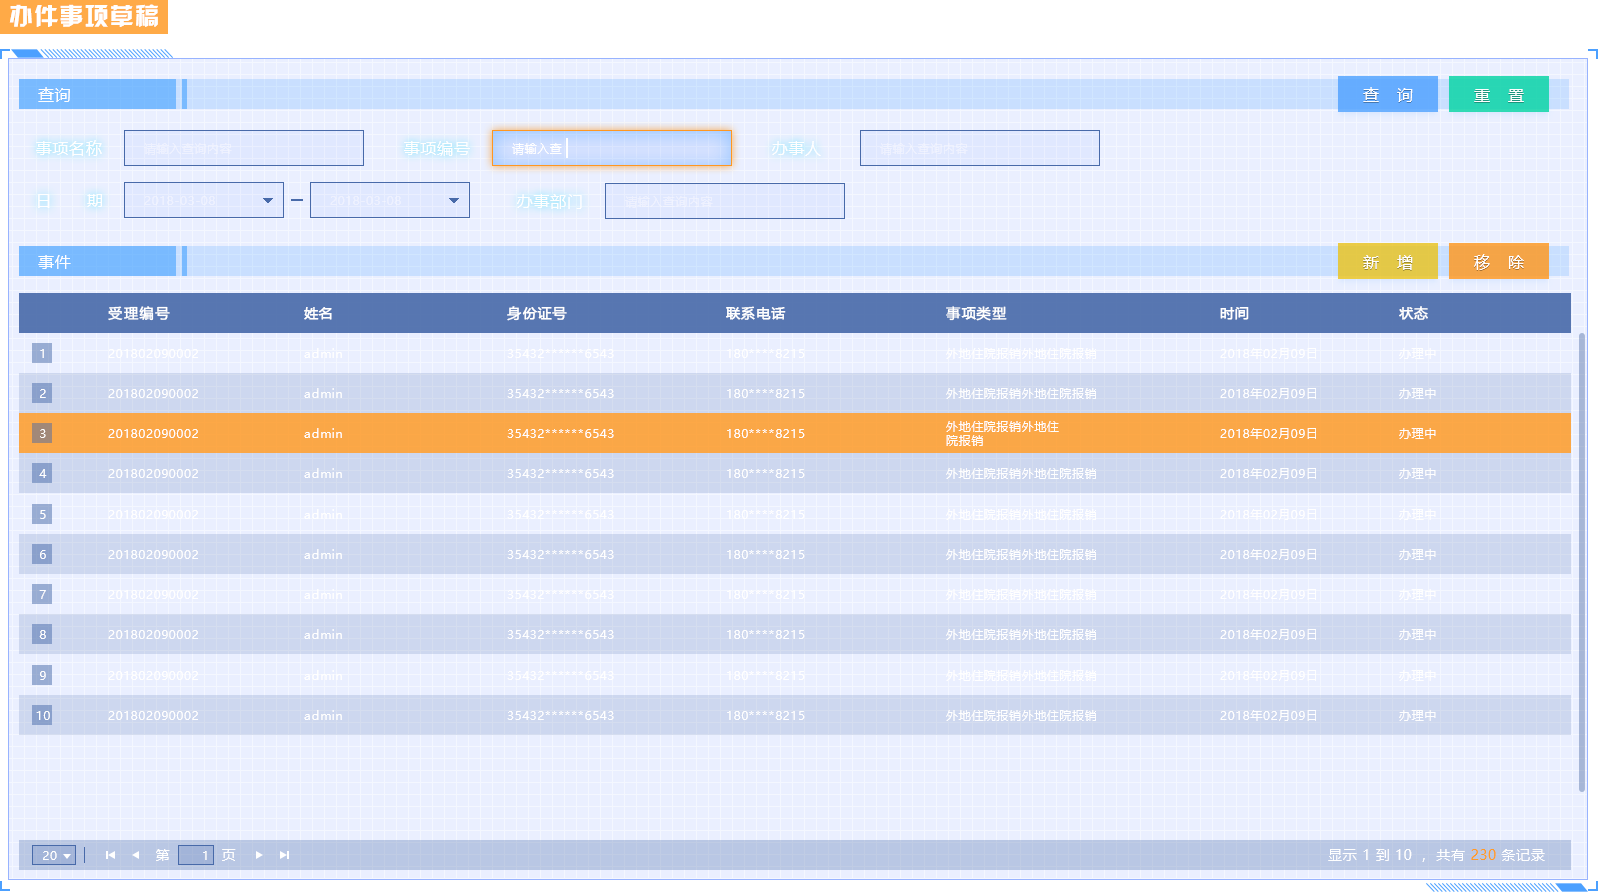 办件事项草稿
查询
查 询 重 置
事项名称 请输入查询内容 事项编号 请输入查 办事人 请输入查询内容
日 期 2018-03-08 2018-03-08 办事部门 请输入查询内容
事件
新 增 移 除
受理编号 姓名 身份证号 联系电话 事项类型 时间 状态
1 201802090002 admin 35432******6543 180****8215 外地住院报销外地住院报销 2018年02月09日 办理中
2 201802090002 admin 35432******6543 180****8215 外地住院报销外地住院报销 2018年02月09日 办理中
3 201802090002 admin 35432******6543 180****8215 外地住院报销外地住 2018年02月09日 办理中
院报销
4 201802090002 admin 35432******6543 180****8215 外地住院报销外地住院报销 2018年02月09日 办理中
5 201802090002 admin 35432******6543 180****8215 外地住院报销外地住院报销 2018年02月09日 办理中
6 201802090002 admin 35432******6543 180****8215 外地住院报销外地住院报销 2018年02月09日 办理中
7 201802090002 admin 35432******6543 180****8215 外地住院报销外地住院报销 2018年02月09日 办理中
8 201802090002 admin 35432******6543 180****8215 外地住院报销外地住院报销 2018年02月09日 办理中
9 201802090002 admin 35432******6543 180****8215 外地住院报销外地住院报销 2018年02月09日 办理中
10 201802090002 admin 35432******6543 180****8215 外地住院报销外地住院报销 2018年02月09日 办理中
20 第 1 页 显示 1 到 10 ，共有 230 条记录